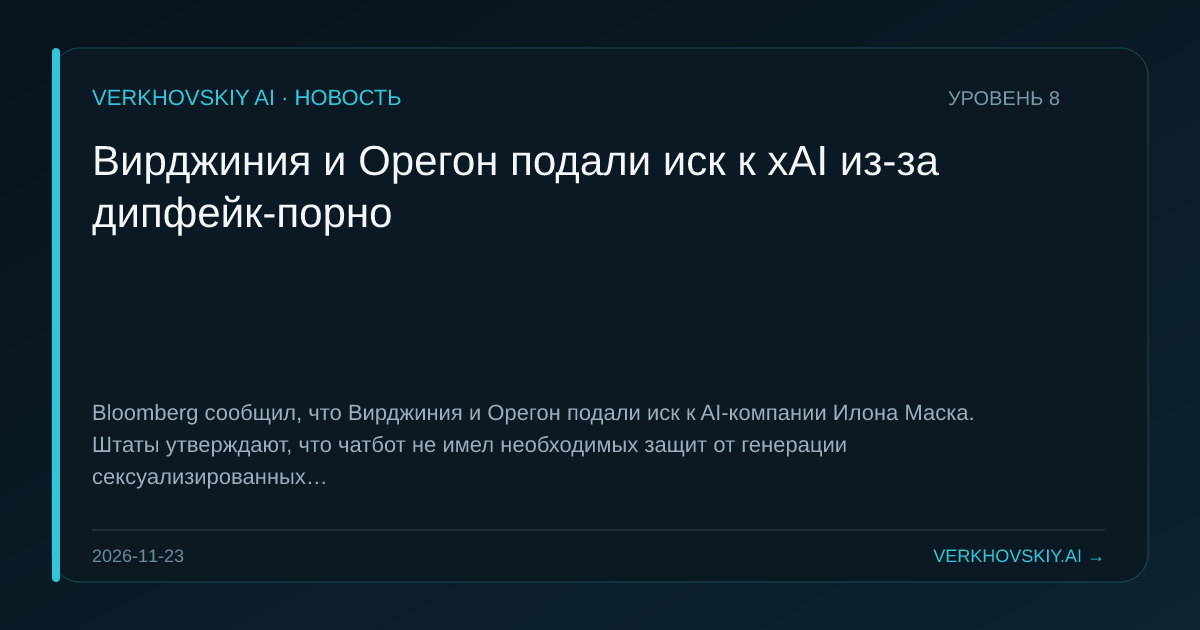 VERKHOVSKIY AI · НОВОСТЬ
УРОВЕНЬ 8
Вирджиния и Орегон подали иск к xAI из-за
дипфейк-порно
Bloomberg сообщил, что Вирджиния и Орегон подали иск к AI-компании Илона Маска.
Штаты утверждают, что чатбот не имел необходимых защит от генерации
сексуализированных…
2026-11-23
VERKHOVSKIY.AI →